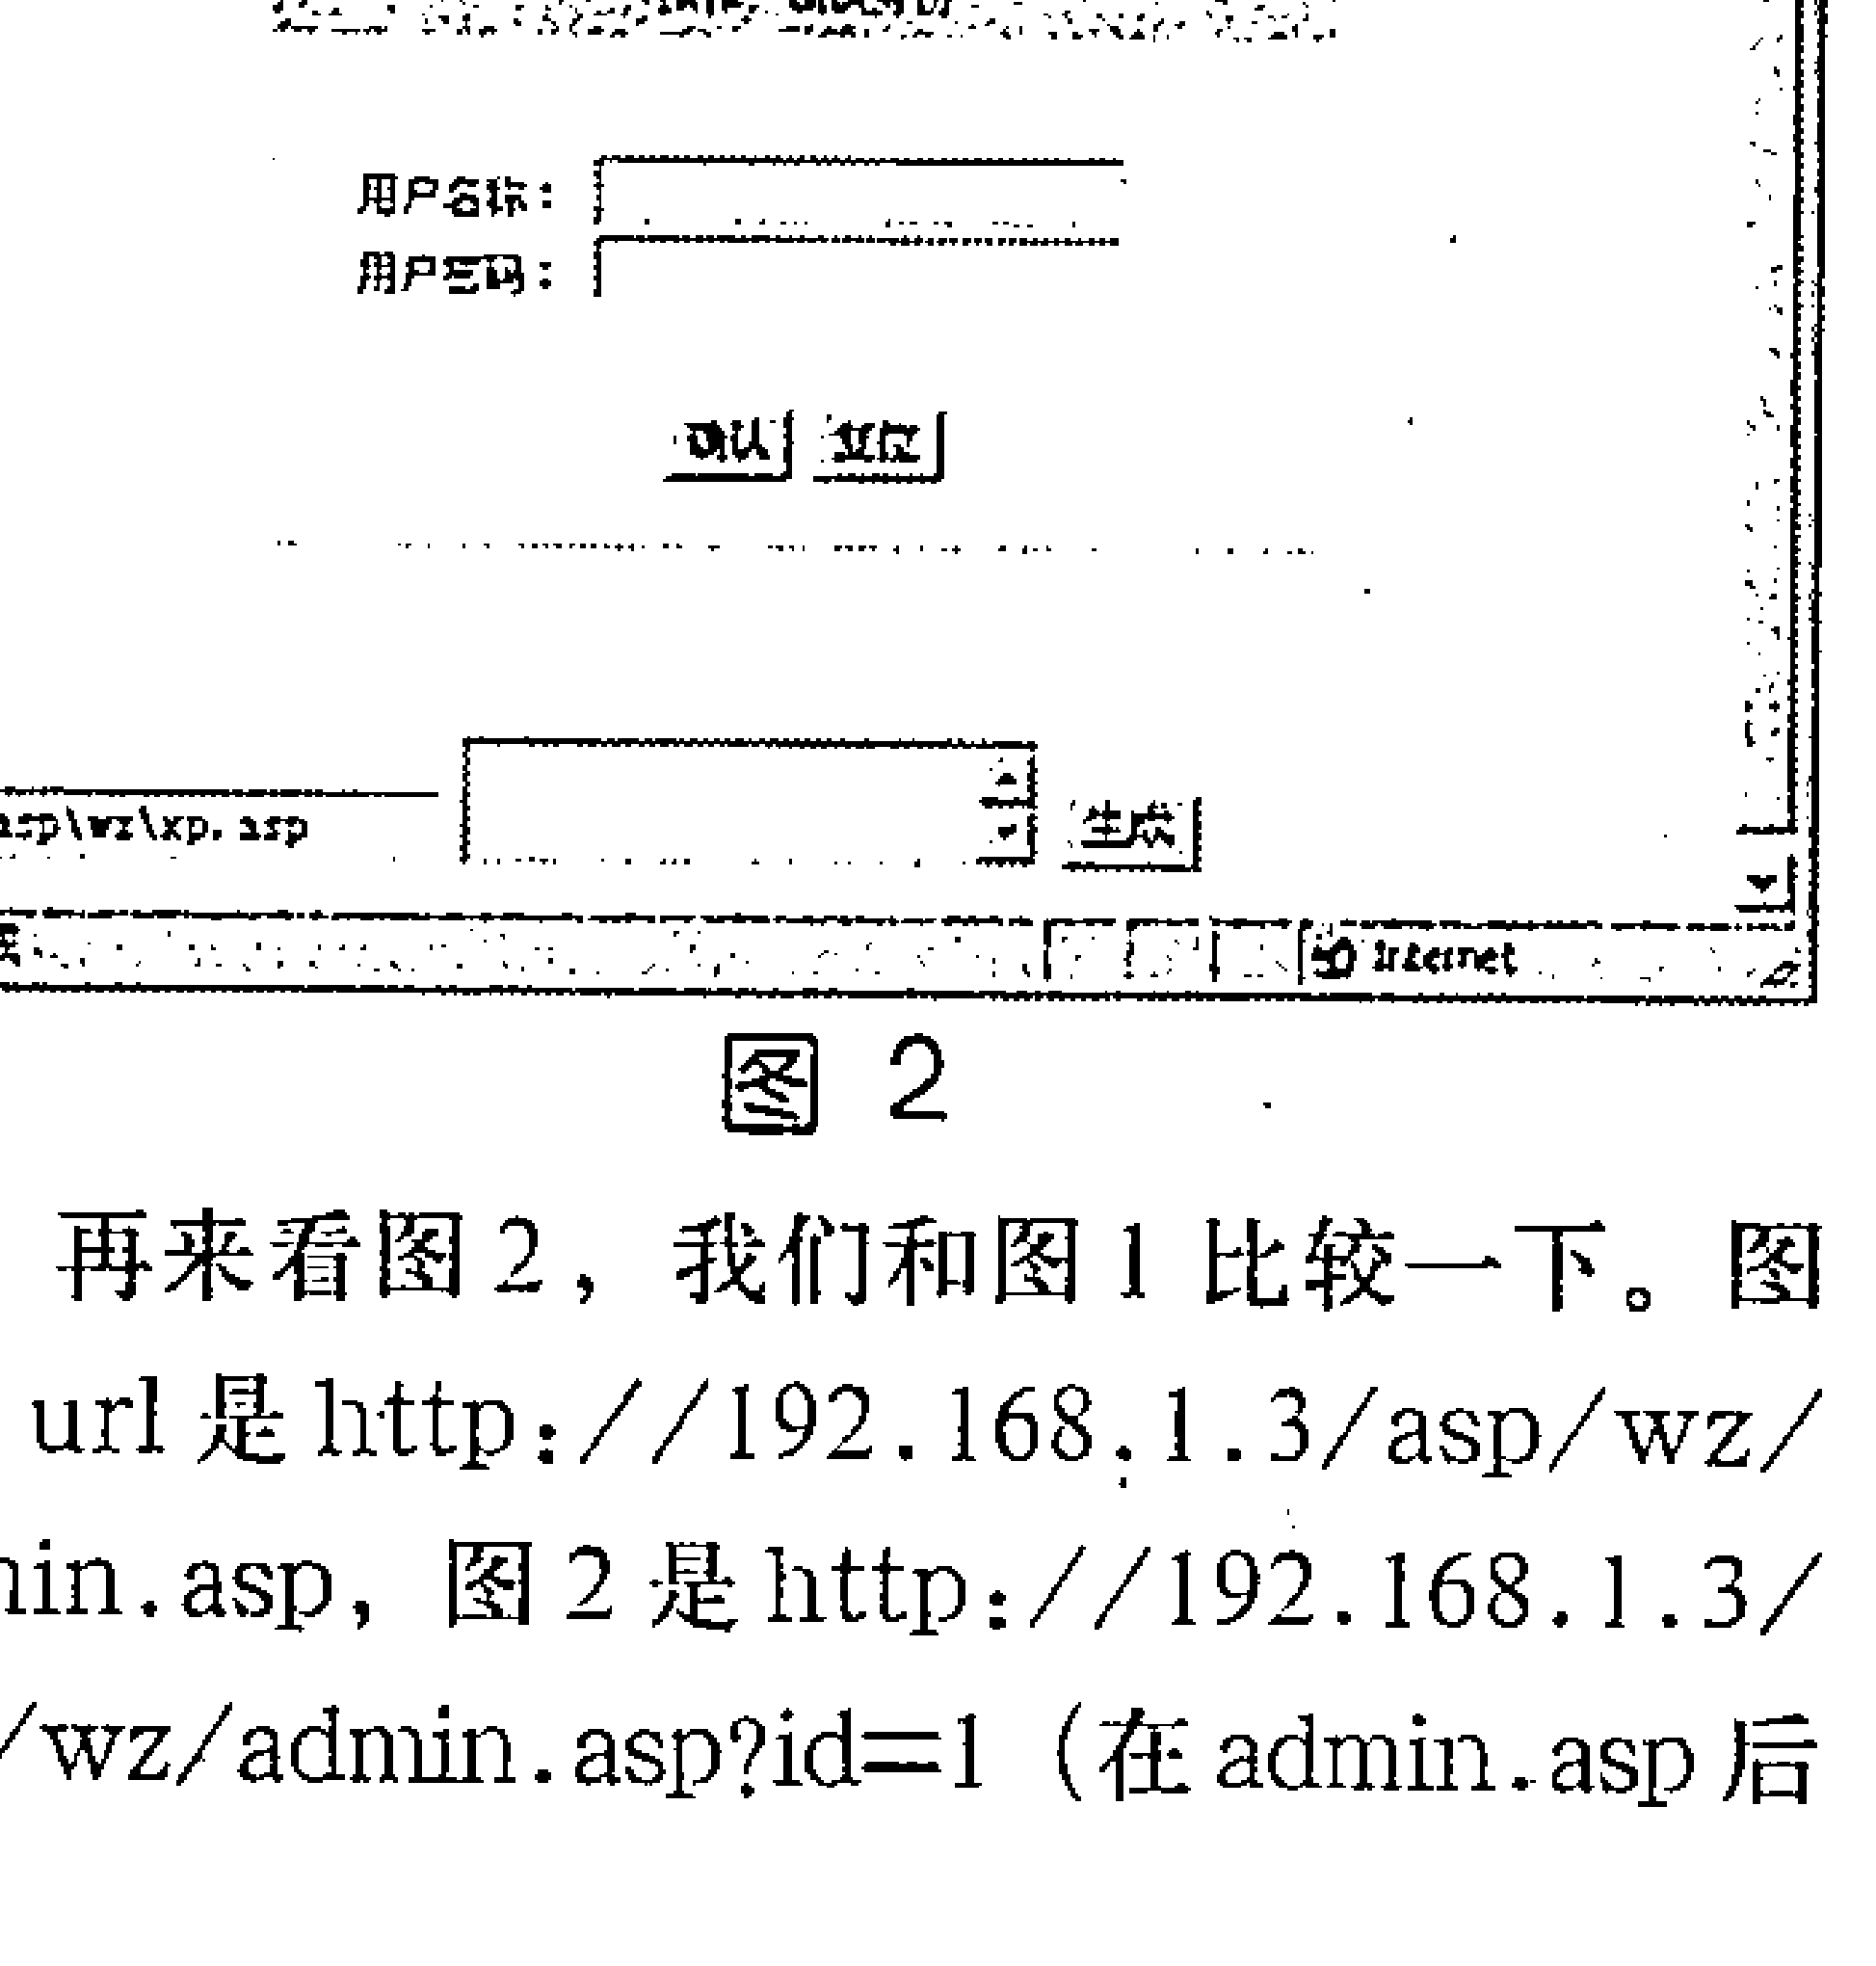 用户名称：
用户密码：
确认 复位
asp\wz\xp.asp
生成
Internet
图 2
再来看图2，我们和图1比较一下。图
url是http://192.168.1.3/asp/wz/
min.asp，图2是http://192.168.1.3/
/wz/admin.asp?id=1（在admin.asp后